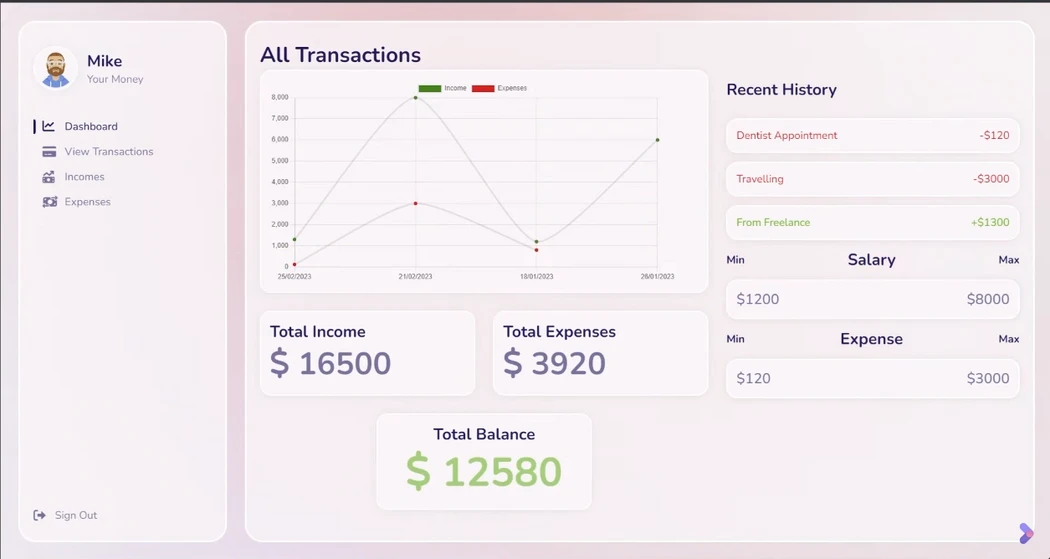 Mike
Your Money
Dashboard
View Transactions
Incomes
Expenses
Sign Out
All Transactions
Income Expenses
8,000
7,000
6,000
5,000
4,000
3,000
2,000
1,000
0
25/02/2023 21/02/2023 18/01/2023 26/01/2023
Total Income
$ 16500
Total Expenses
$ 3920
Total Balance
$ 12580
Recent History
Dentist Appointment -$120
Travelling -$3000
From Freelance +$1300
Min Salary Max
$1200 $8000
Min Expense Max
$120 $3000